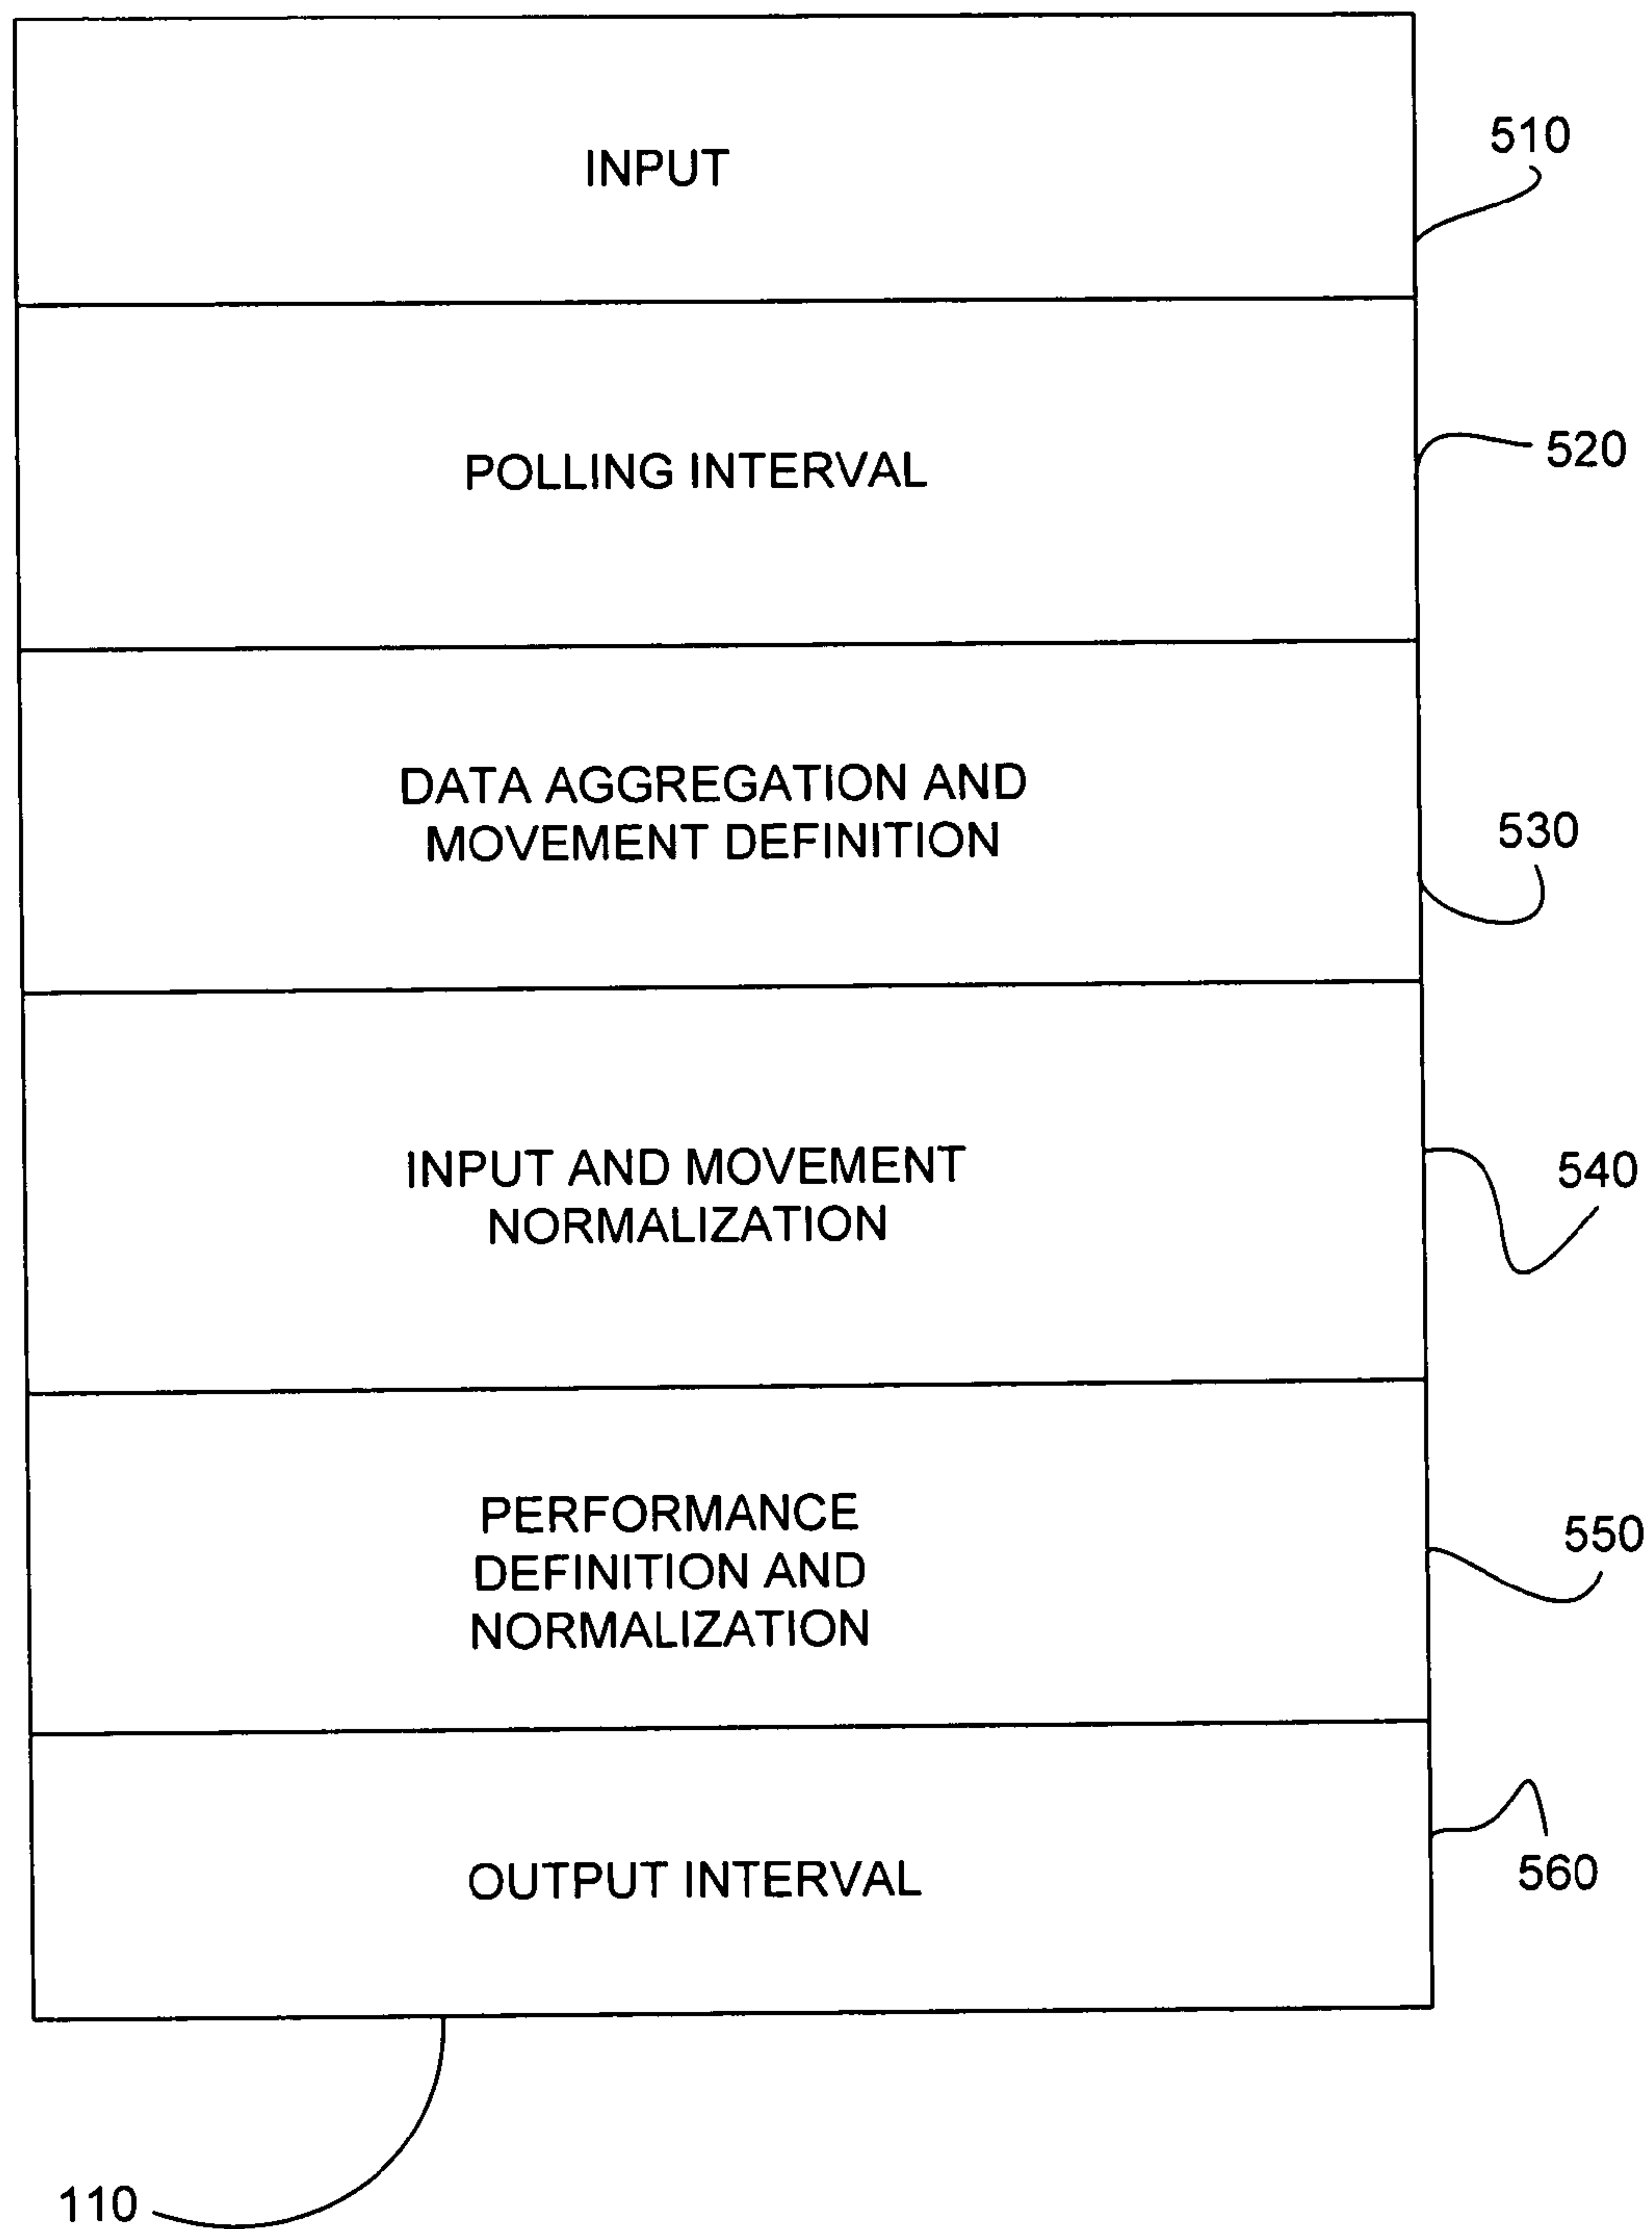 INPUT
510
POLLING INTERVAL
520
DATA AGGREGATION AND
MOVEMENT DEFINITION
530
INPUT AND MOVEMENT
NORMALIZATION
540
PERFORMANCE
DEFINITION AND
NORMALIZATION
550
OUTPUT INTERVAL
560
110